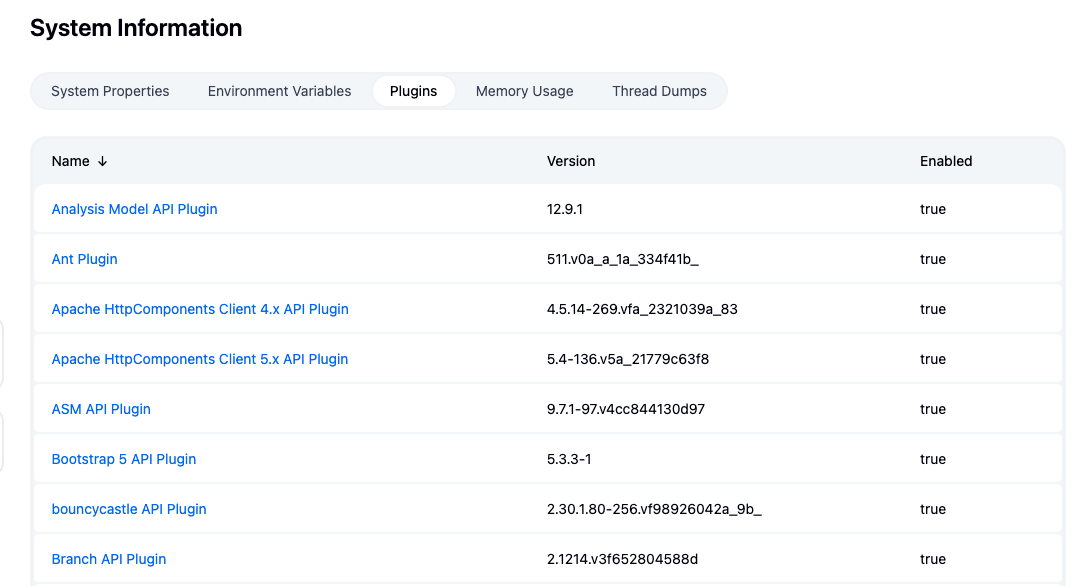 System Information
System Properties Environment Variables Plugins Memory Usage Thread Dumps
Name ↓ Version Enabled
Analysis Model API Plugin 12.9.1 true
Ant Plugin 511.v0a_a_1a_334f41b_ true
Apache HttpComponents Client 4.x API Plugin 4.5.14-269.vfa_2321039a_83 true
Apache HttpComponents Client 5.x API Plugin 5.4-136.v5a_21779c63f8 true
ASM API Plugin 9.7.1-97.v4cc844130d97 true
Bootstrap 5 API Plugin 5.3.3-1 true
bouncycastle API Plugin 2.30.1.80-256.vf98926042a_9b_ true
Branch API Plugin 2.1214.v3f652804588d true